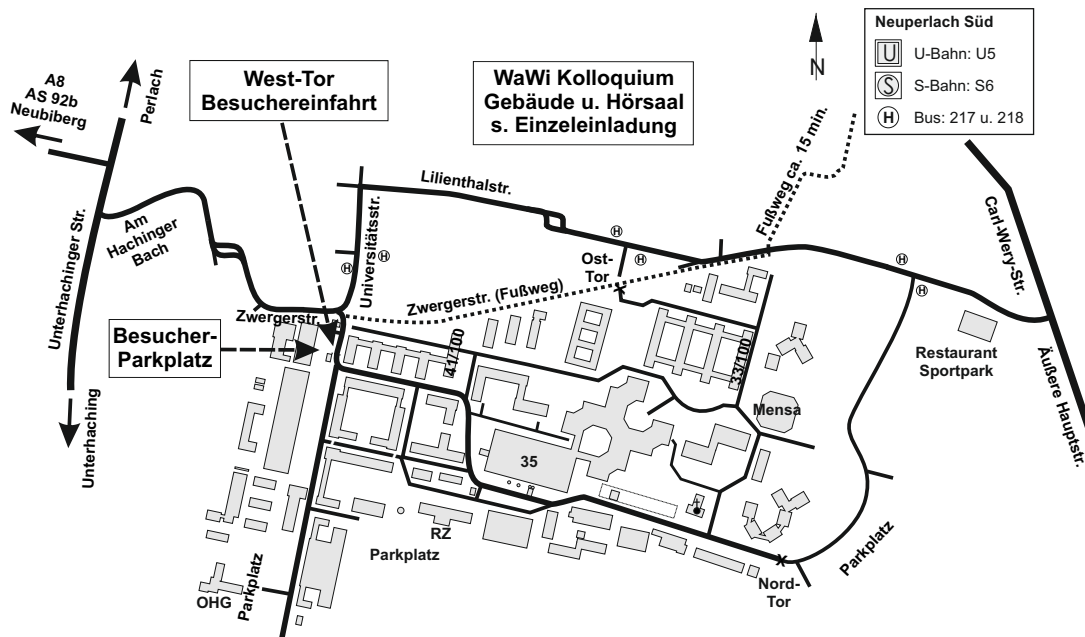 Neuperlach Süd
U
U-Bahn: U5
S
S-Bahn: S6
H
Bus: 217 u. 218
N
A8
AS 92b
Neubiberg
Perlach
West-Tor
Besuchereinfahrt
WaWi Kolloquium
Gebäude u. Hörsaal
s. Einzeleinladung
Fußweg ca. 15 min.
Lilienthalstr.
Carl-Wery-Str.
Am
Hachinger
Bach
Unterhachinger Str.
Universitätsstr.
H
H
H
H
H
H
Ost-
Tor
Zwergerstr. (Fußweg)
Zwergerstr.
Besucher-
Parkplatz
41/100
33/100
Restaurant
Sportpark
Äußere Hauptstr.
Mensa
Unterhaching
35
RZ
Parkplatz
Parkplatz
Parkplatz
X
X
Nord-
Tor
OHG